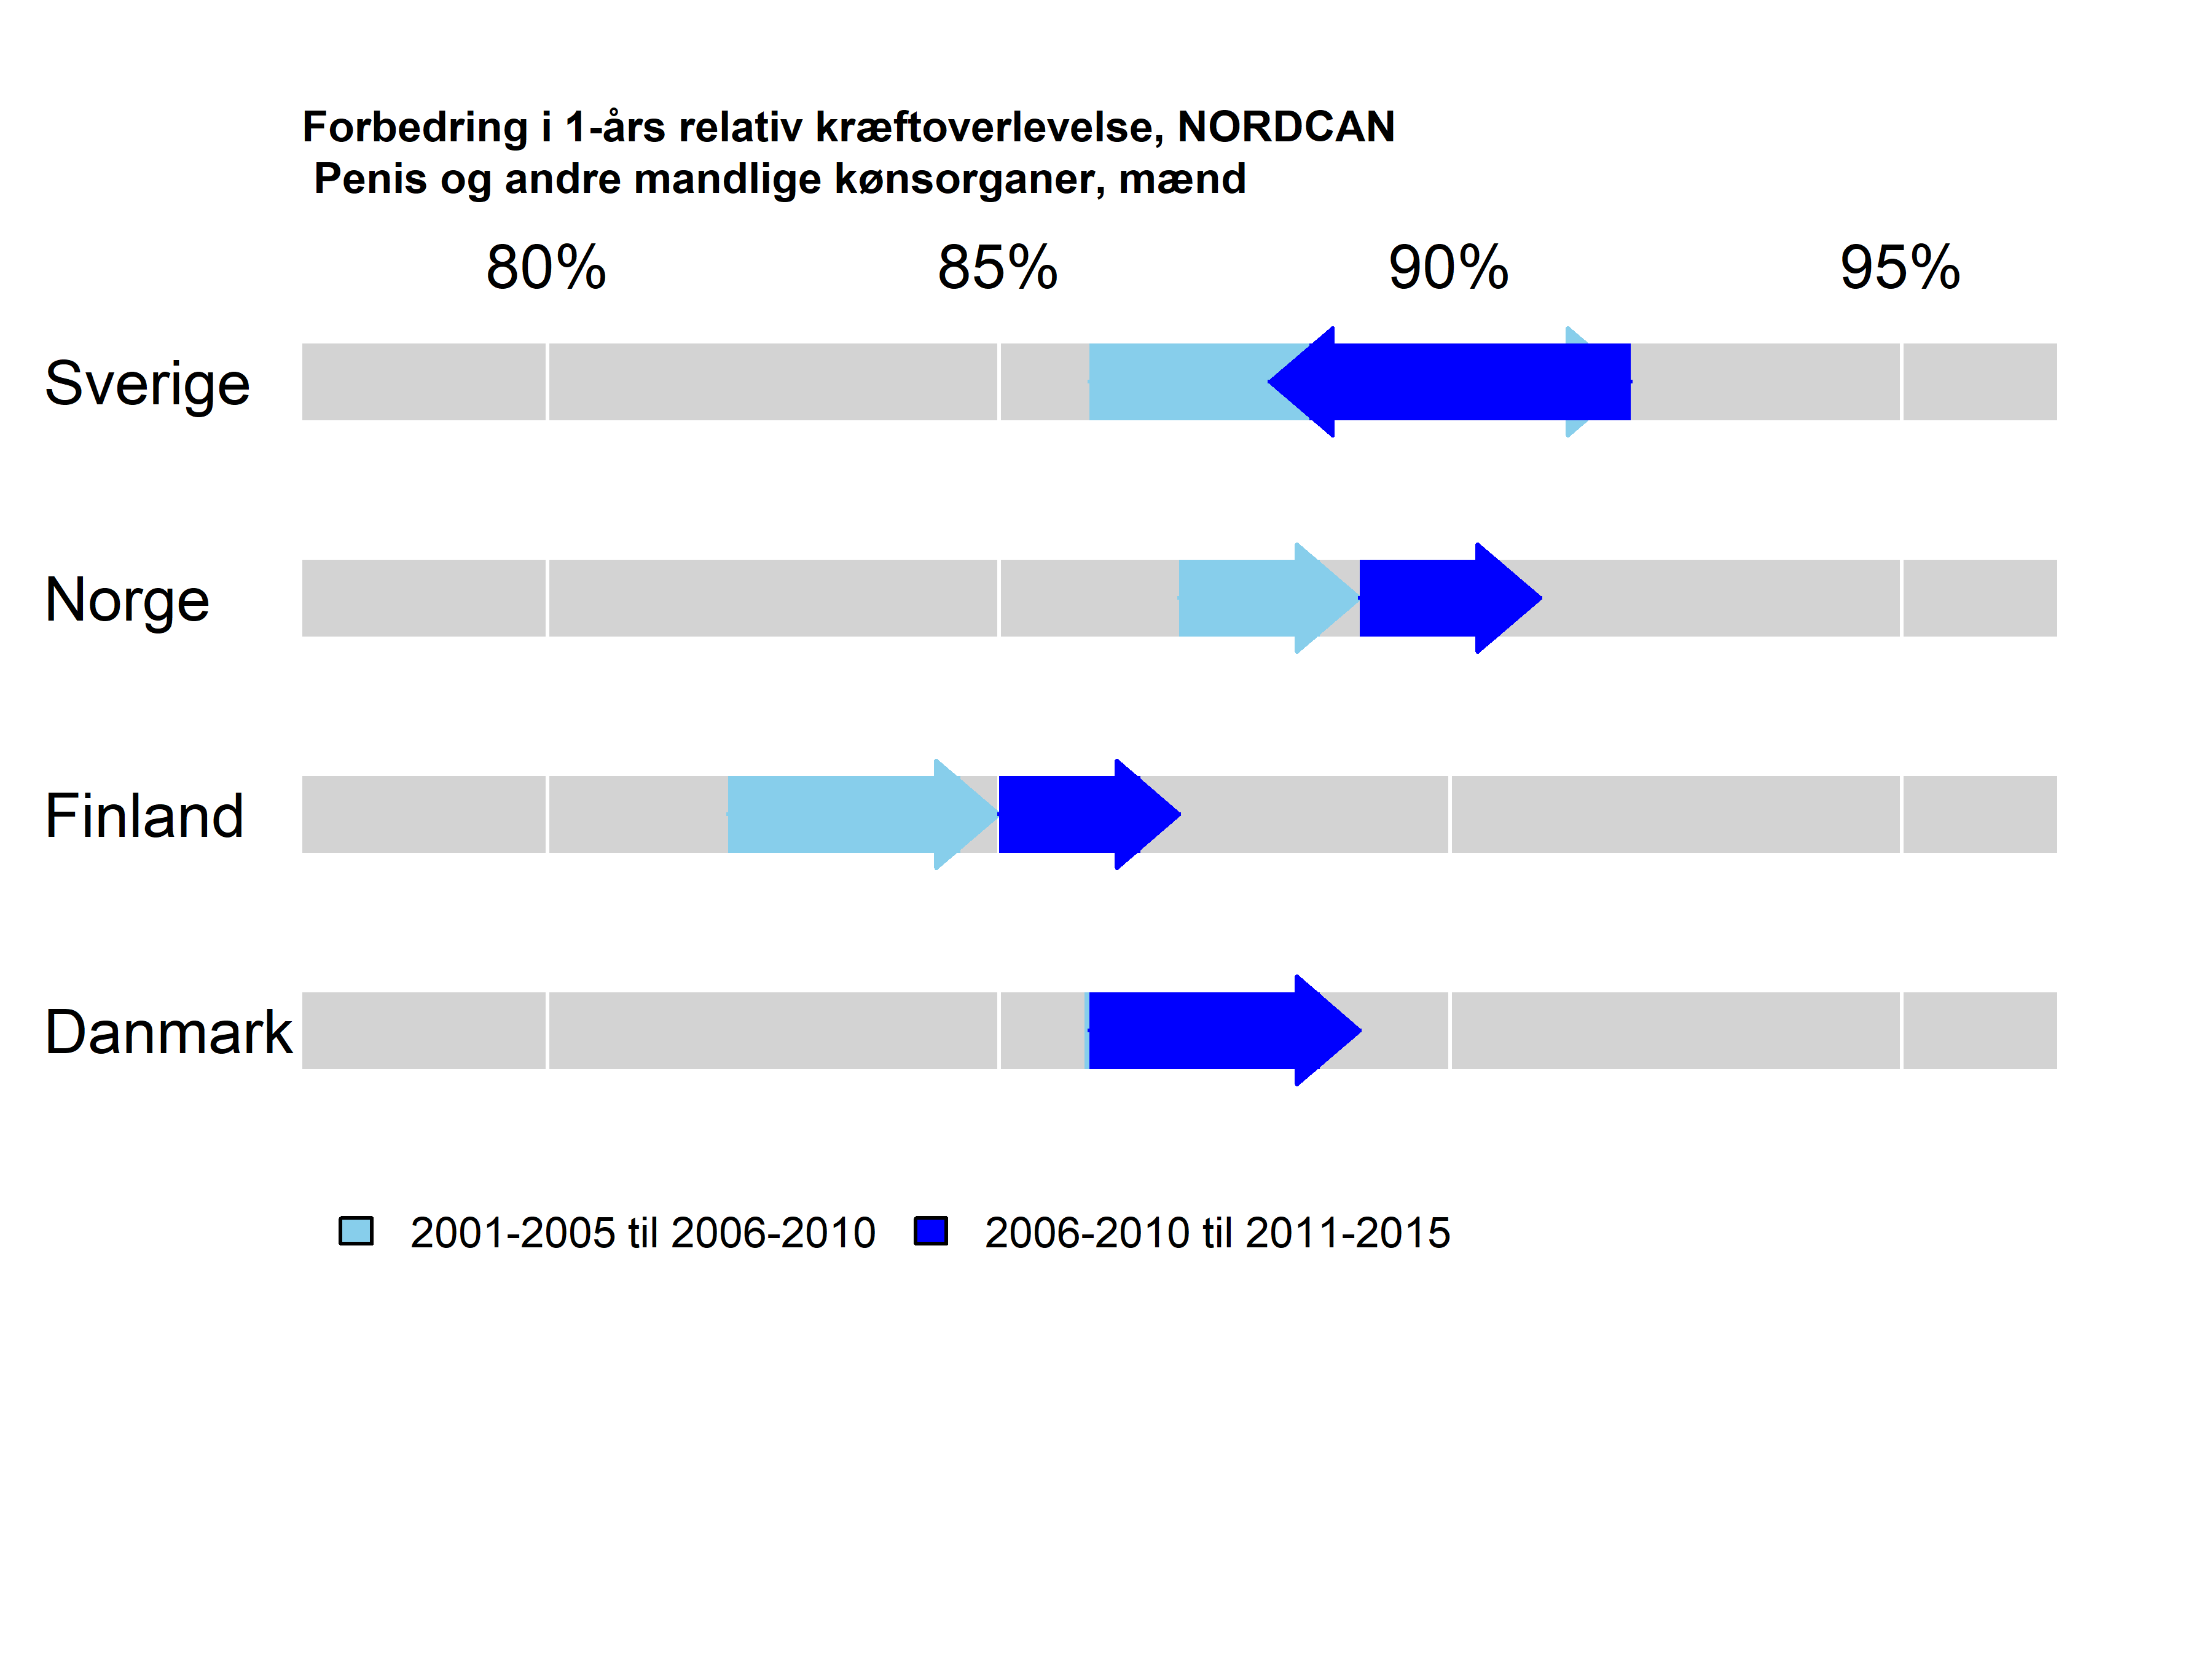 Forbedring i 1-års relativ kræftoverlevelse, NORDCAN
Penis og andre mandlige kønsorganer, mænd
80% 85% 90% 95%
Sverige
Norge
Finland
Danmark
2001-2005 til 2006-2010 2006-2010 til 2011-2015